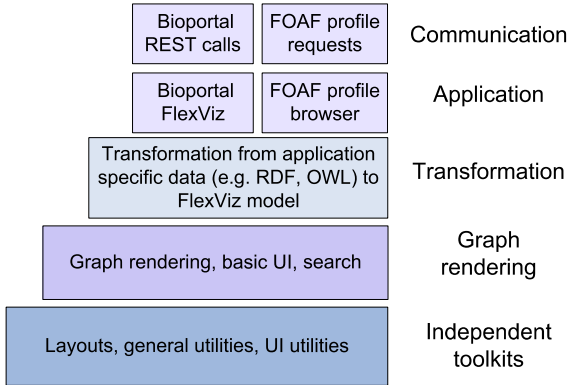 Bioportal
REST calls
FOAF profile
requests
Communication
Bioportal
FlexViz
FOAF profile
browser
Application
Transformation from application
specific data (e.g. RDF, OWL) to
FlexViz model
Transformation
Graph rendering, basic UI, search
Graph
rendering
Layouts, general utilities, UI utilities
Independent
toolkits